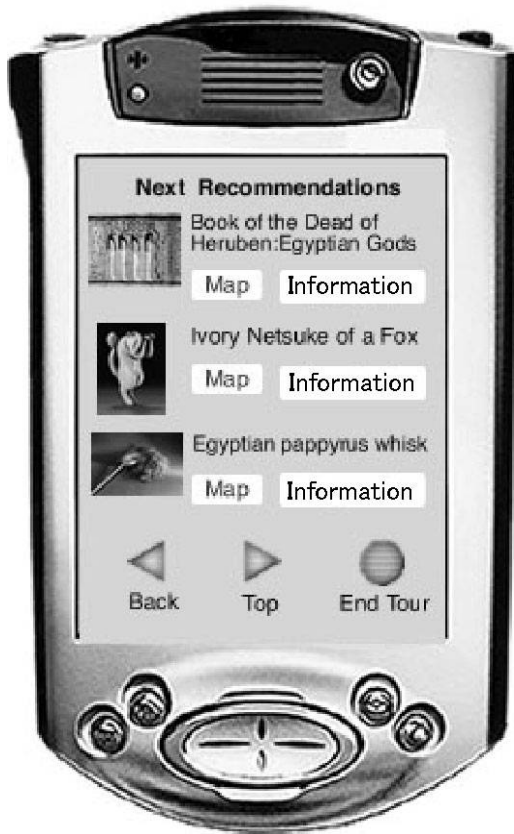 Next Recommendations
Book of the Dead of
Heruben:Egyptian Gods
Map Information
Ivory Netsuke of a Fox
Map Information
Egyptian pappyrus whisk
Map Information
Back Top End Tour